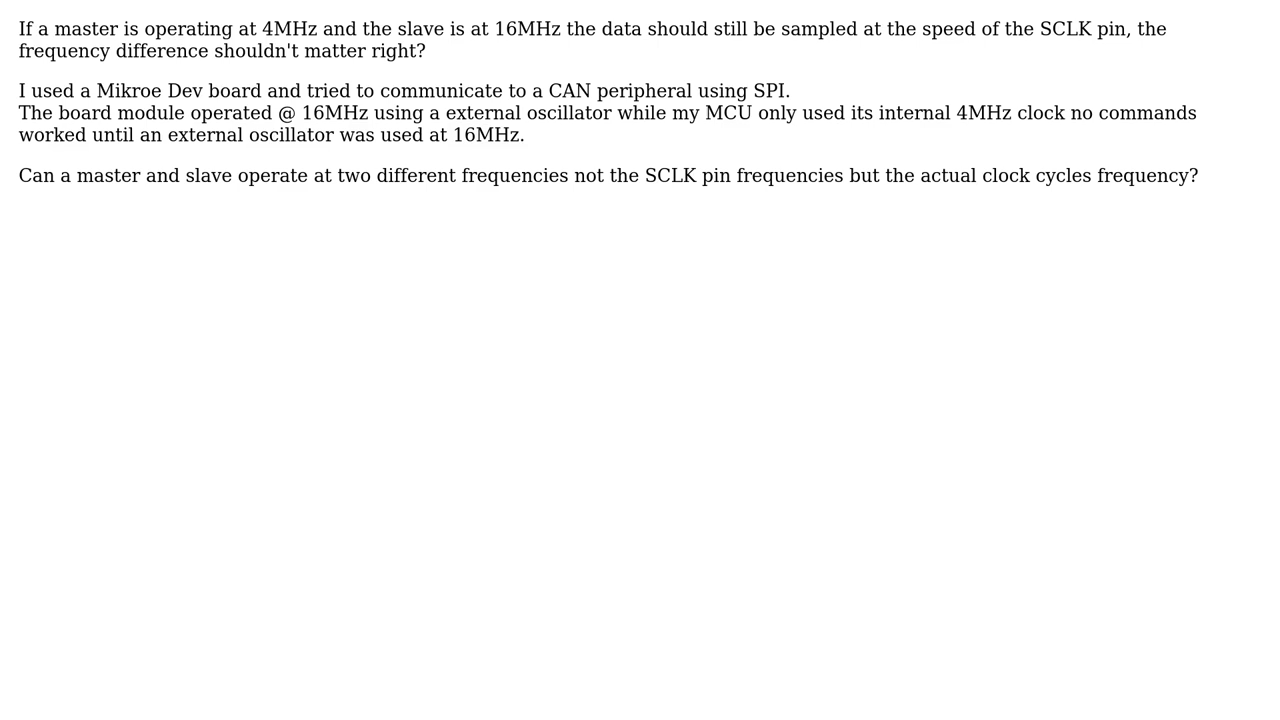 If a master is operating at 4MHz and the slave is at 16MHz the data should still be sampled at the speed of the SCLK pin, the
frequency difference shouldn't matter right?
I used a Mikroe Dev board and tried to communicate to a CAN peripheral using SPI.
The board module operated @ 16MHz using a external oscillator while my MCU only used its internal 4MHz clock no commands
worked until an external oscillator was used at 16MHz.
Can a master and slave operate at two different frequencies not the SCLK pin frequencies but the actual clock cycles frequency?